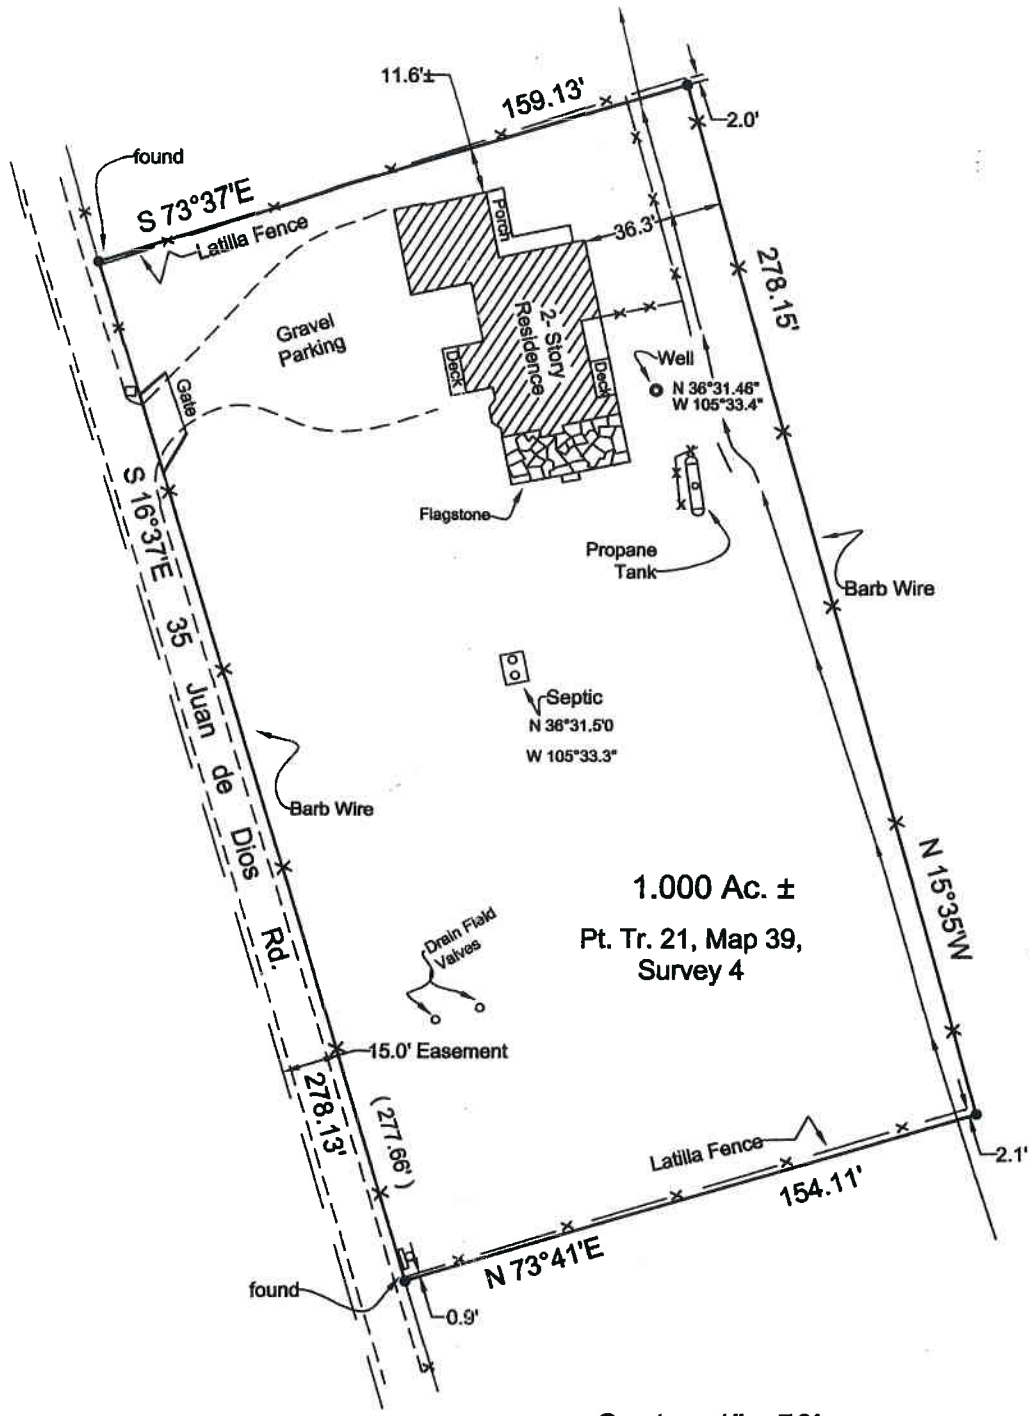 11.6'±
159.13'
2.0'
found
S 73°37'E
Latilla Fence
Porch
36.3'
278.15'
Gravel
Parking
2- Story
Residence
Deck
Deck
Well
N 36°31.46"
W 105°33.4"
Gate
S 16°37'E
Flagstone
Propane
Tank
Barb Wire
35 Juan de Dios Rd.
Septic
N 36°31.5'0
W 105°33.3"
Barb Wire
1.000 Ac. ±
Pt. Tr. 21, Map 39,
Survey 4
N 15°35'W
Drain Field
Valves
15.0' Easement
278.13'
( 277.66' )
Latilla Fence
2.1'
154.11'
N 73°41'E
found
0.9'